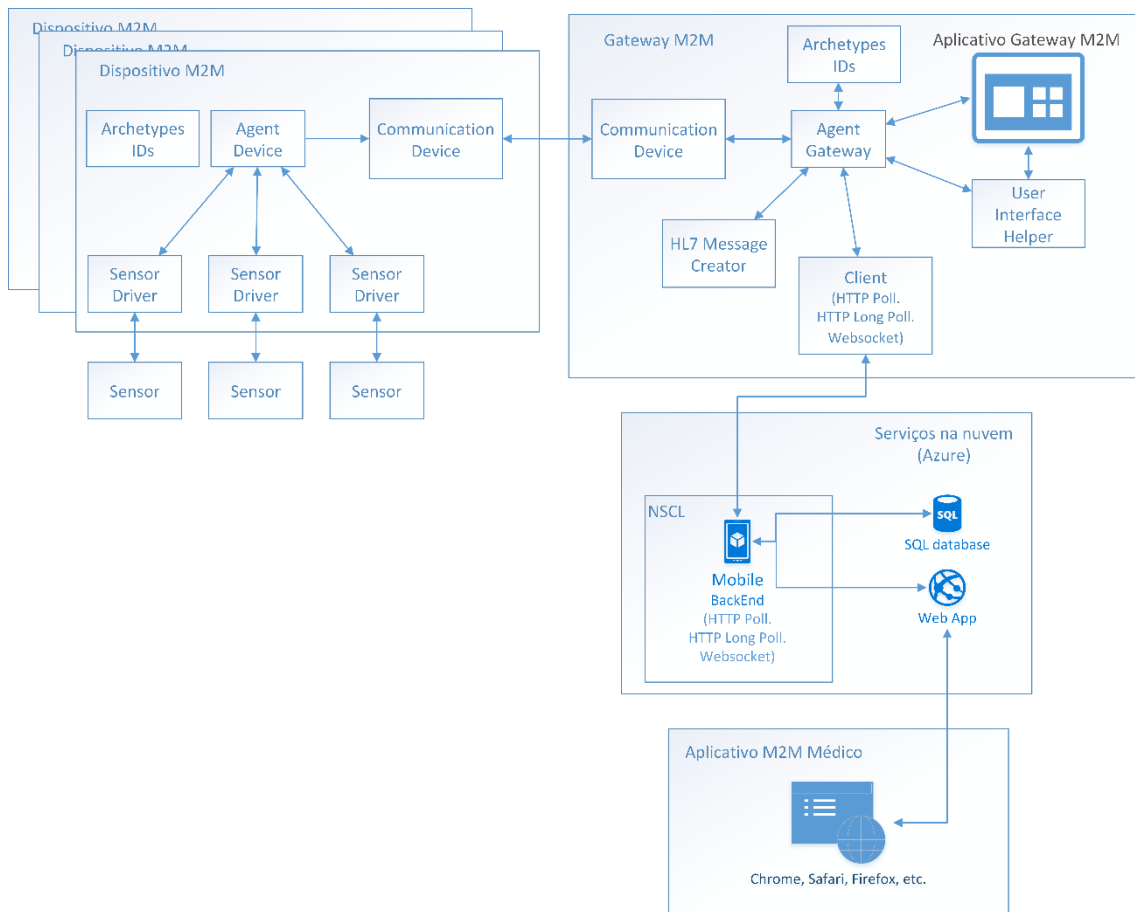 Dispositivo M2M
Dispositivo M2M
Dispositivo M2M
Archetypes
IDs
Agent
Device
Communication
Device
Sensor
Driver
Sensor
Driver
Sensor
Driver
Sensor
Sensor
Sensor
Gateway M2M
Archetypes
IDs
Aplicativo Gateway M2M
Communication
Device
Agent
Gateway
User
Interface
Helper
HL7 Message
Creator
Client
(HTTP Poll.
HTTP Long Poll.
Websocket)
Serviços na nuvem
(Azure)
NSCL
SQL
SQL database
Mobile
BackEnd
(HTTP Poll.
HTTP Long Poll.
Websocket)
Web App
Aplicativo M2M Médico
Chrome, Safari, Firefox, etc.